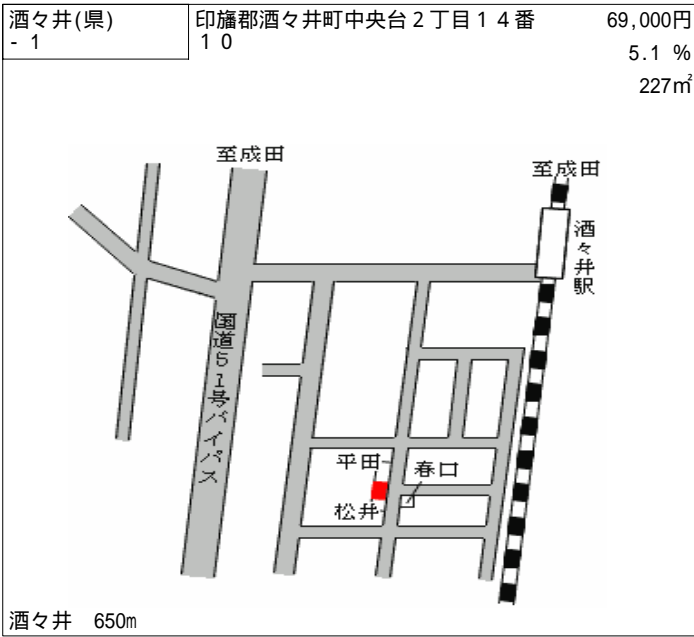 酒々井(県)
- 1
印旛郡酒々井町中央台２丁目１４番
１０
69,000円
5.1 %
227㎡
至成田
至成田
酒々井駅
国道５１号バイパス
平田
春口
松井
酒々井　650m